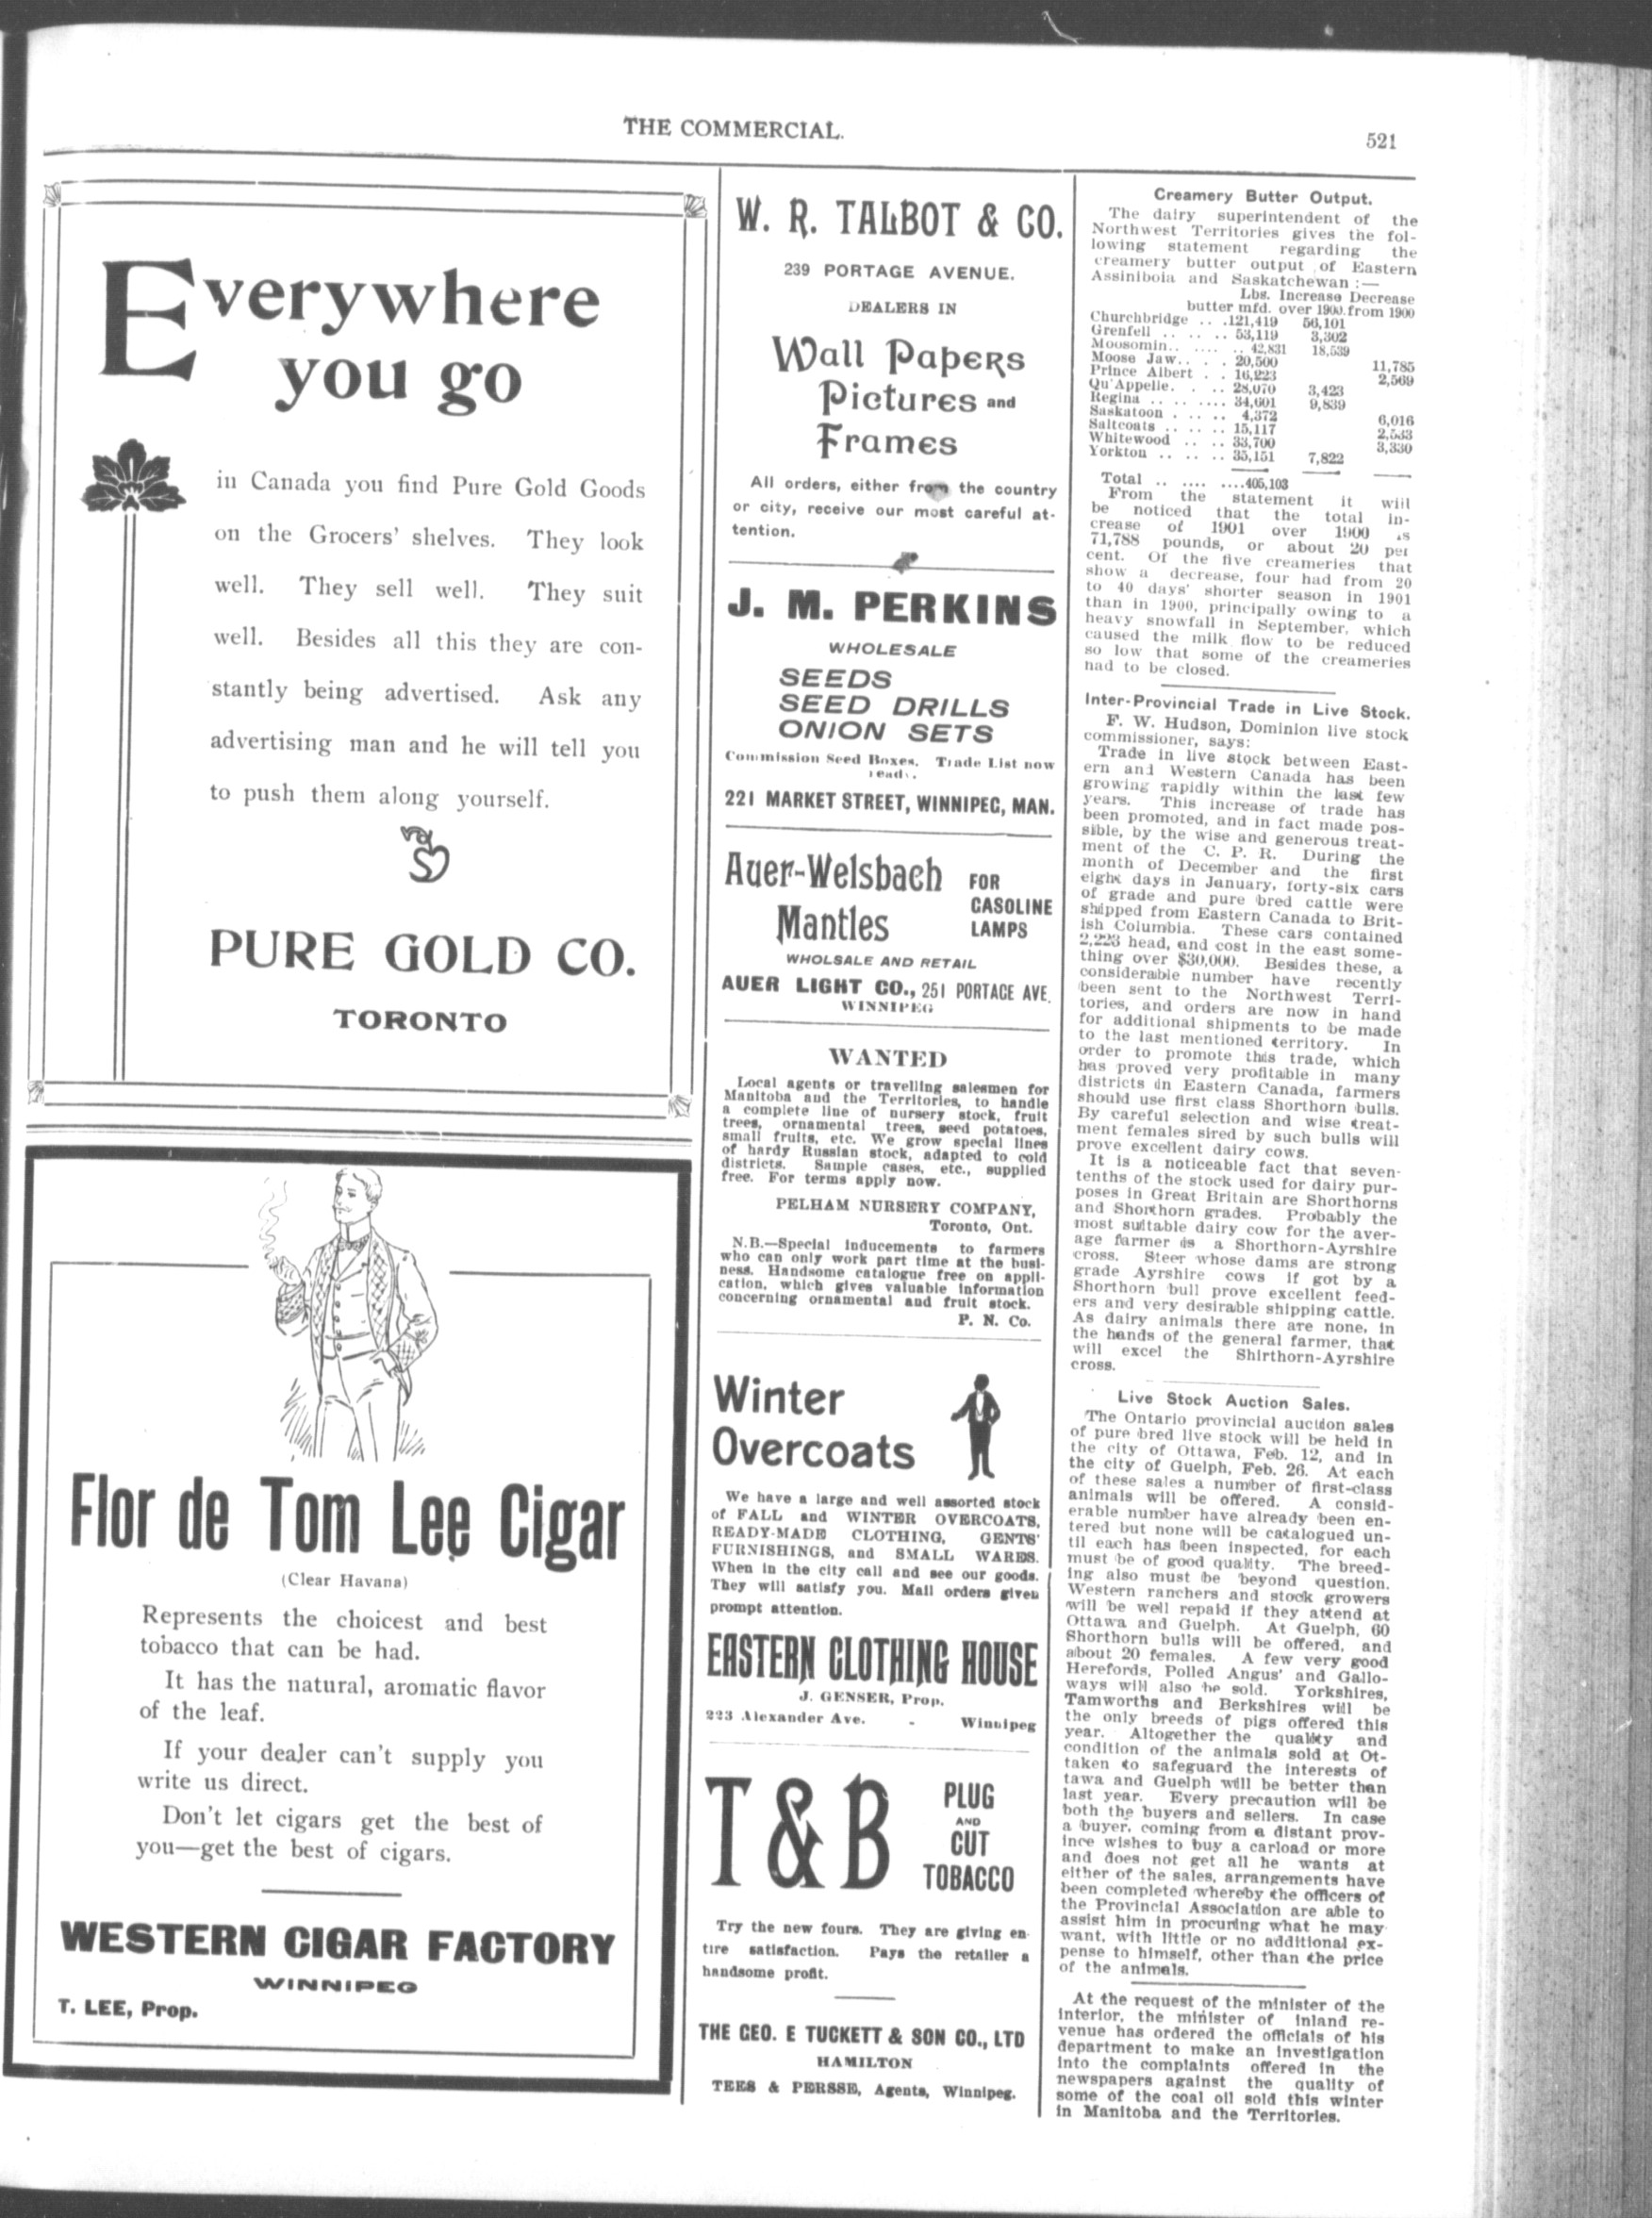 THE COMMERCIAL.
521
Everywhere
you go
in Canada you find Pure Gold Goods
on the Grocers' shelves. They look
well. They sell well. They suit
well. Besides all this they are con-
stantly being advertised. Ask any
advertising man and he will tell you
to push them along yourself.
PURE GOLD CO.
TORONTO
Flor de Tom Lee Cigar
(Clear Havana)
Represents the choicest and best
tobacco that can be had.
It has the natural, aromatic flavor
of the leaf.
If your dealer can't supply you
write us direct.
Don't let cigars get the best of
you—get the best of cigars.
WESTERN CIGAR FACTORY
WINNIPEG
T. LEE, Prop.
W. R. TALBOT & CO.
239 PORTAGE AVENUE.
DEALERS IN
Wall Papers
Pictures and
Frames
All orders, either from the country
or city, receive our most careful at-
tention.
J. M. PERKINS
WHOLESALE
SEEDS
SEED DRILLS
ONION SETS
Commission Seed Boxes. Trade List now
ready.
221 MARKET STREET, WINNIPEG, MAN.
Auer-Welsbach
Mantles
FOR
GASOLINE
LAMPS
WHOLSALE AND RETAIL
AUER LIGHT CO., 251 PORTAGE AVE.
WINNIPEG
WANTED
Local agents or travelling salesmen for
Manitoba and the Territories, to handle
a complete line of nursery stock, fruit
trees, ornamental trees, seed potatoes,
small fruits, etc. We grow special lines
of hardy Russian stock, adapted to cold
districts. Sample cases, etc., supplied
free. For terms apply now.
PELHAM NURSERY COMPANY,
Toronto, Ont.
N.B.—Special inducements to farmers
who can only work part time at the busi-
ness. Handsome catalogue free on appli-
cation, which gives valuable information
concerning ornamental and fruit stock.
P. N. Co.
Winter
Overcoats
We have a large and well assorted stock
of FALL and WINTER OVERCOATS,
READY-MADE CLOTHING, GENTS'
FURNISHINGS, and SMALL WARES.
When in the city call and see our goods.
They will satisfy you. Mail orders given
prompt attention.
EASTERN CLOTHING HOUSE
J. GENSER, Prop.
223 Alexander Ave. - Winnipeg
T&B
PLUG
AND
CUT
TOBACCO
Try the new fours. They are giving en-
tire satisfaction. Pays the retailer a
handsome profit.
THE GEO. E TUCKETT & SON CO., LTD
HAMILTON
TEES & PERSSE, Agents, Winnipeg.
Creamery Butter Output.
The dairy superintendent of the
Northwest Territories gives the fol-
lowing statement regarding the
creamery butter output of Eastern
Assiniboia and Saskatchewan:—
Lbs. Increase Decrease
butter mfd. over 1900. from 1900
Churchbridge .. .121,419 56,101
Grenfell .. .. .. 53,119 3,302
Moosomin.. .... .. 42,831 18,539
Moose Jaw.. . . 20,500 11,785
Prince Albert . . 16,223 2,569
Qu'Appelle. . .. 28,070 3,423
Regina .. .. .... 34,601 9,839
Saskatoon . . .. 4,372 6,016
Saltcoats .. .. .. 15,117 2,533
Whitewood .. .. 33,700 3,330
Yorkton .. .. .. 35,151 7,822
Total .. .... ....405,103
From the statement it will
be noticed that the total in-
crease of 1901 over 1900 is
71,788 pounds, or about 20 per
cent. Of the five creameries that
show a decrease, four had from 20
to 40 days' shorter season in 1901
than in 1900, principally owing to a
heavy snowfall in September, which
caused the milk flow to be reduced
so low that some of the creameries
had to be closed.
Inter-Provincial Trade in Live Stock.
F. W. Hudson, Dominion live stock
commissioner, says:
Trade in live stock between East-
ern and Western Canada has been
growing rapidly within the last few
years. This increase of trade has
been promoted, and in fact made pos-
sible, by the wise and generous treat-
ment of the C. P. R. During the
month of December and the first
eight days in January, forty-six cars
of grade and pure bred cattle were
shipped from Eastern Canada to Brit-
ish Columbia. These cars contained
2,223 head, and cost in the east some-
thing over $30,000. Besides these, a
considerable number have recently
been sent to the Northwest Terri-
tories, and orders are now in hand
for additional shipments to be made
to the last mentioned territory. In
order to promote this trade, which
has proved very profitable in many
districts in Eastern Canada, farmers
should use first class Shorthorn bulls.
By careful selection and wise treat-
ment females sired by such bulls will
prove excellent dairy cows.
It is a noticeable fact that seven-
tenths of the stock used for dairy pur-
poses in Great Britain are Shorthorns
and Shorthorn grades. Probably the
most suitable dairy cow for the aver-
age farmer is a Shorthorn-Ayrshire
cross. Steer whose dams are strong
grade Ayrshire cows if got by a
Shorthorn bull prove excellent feed-
ers and very desirable shipping cattle.
As dairy animals there are none, in
the hands of the general farmer, that
will excel the Shirthorn-Ayrshire
cross.
Live Stock Auction Sales.
The Ontario provincial auction sales
of pure bred live stock will be held in
the city of Ottawa, Feb. 12, and in
the city of Guelph, Feb. 26. At each
of these sales a number of first-class
animals will be offered. A consid-
erable number have already been en-
tered but none will be catalogued un-
til each has been inspected, for each
must be of good quality. The breed-
ing also must be beyond question.
Western ranchers and stock growers
will be well repaid if they attend at
Ottawa and Guelph. At Guelph, 60
Shorthorn bulls will be offered, and
about 20 females. A few very good
Herefords, Polled Angus' and Gallo-
ways will also be sold. Yorkshires,
Tamworths and Berkshires will be
the only breeds of pigs offered this
year. Altogether the quality and
condition of the animals sold at Ot-
taken to safeguard the interests of
tawa and Guelph will be better than
last year. Every precaution will be
both the buyers and sellers. In case
a buyer, coming from a distant prov-
ince wishes to buy a carload or more
and does not get all he wants at
either of the sales, arrangements have
been completed whereby the officers of
the Provincial Association are able to
assist him in procuring what he may
want, with little or no additional ex-
pense to himself, other than the price
of the animals.
At the request of the minister of the
interior, the minister of inland re-
venue has ordered the officials of his
department to make an investigation
into the complaints offered in the
newspapers against the quality of
some of the coal oil sold this winter
in Manitoba and the Territories.